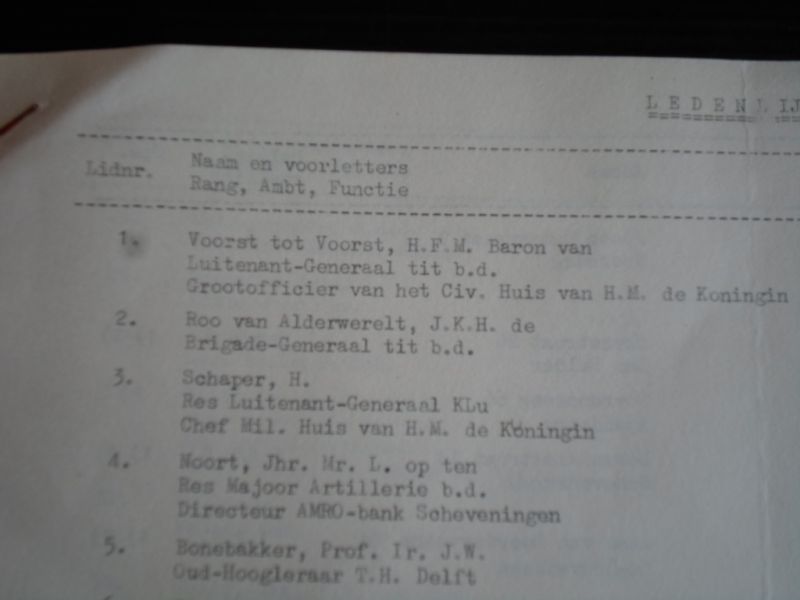 L E D E N L IJ
Lidnr. Naam en voorletters
Rang, Ambt, Functie
1. Voorst tot Voorst, H.F.M. Baron van
Luitenant-Generaal tit b.d.
Grootofficier van het Civ. Huis van H.M. de Koningin
2. Roo van Alderwerelt, J.K.H. de
Brigade-Generaal tit b.d.
3. Schaper, H.
Res Luitenant-Generaal KLu
Chef Mil. Huis van H.M. de Koningin
4. Noort, Jhr. Mr. L. op ten
Res Majoor Artillerie b.d.
Directeur AMRO-bank Scheveningen
5. Bonebakker, Prof. Ir. J.W.
Oud-Hoogleraar T.H. Delft